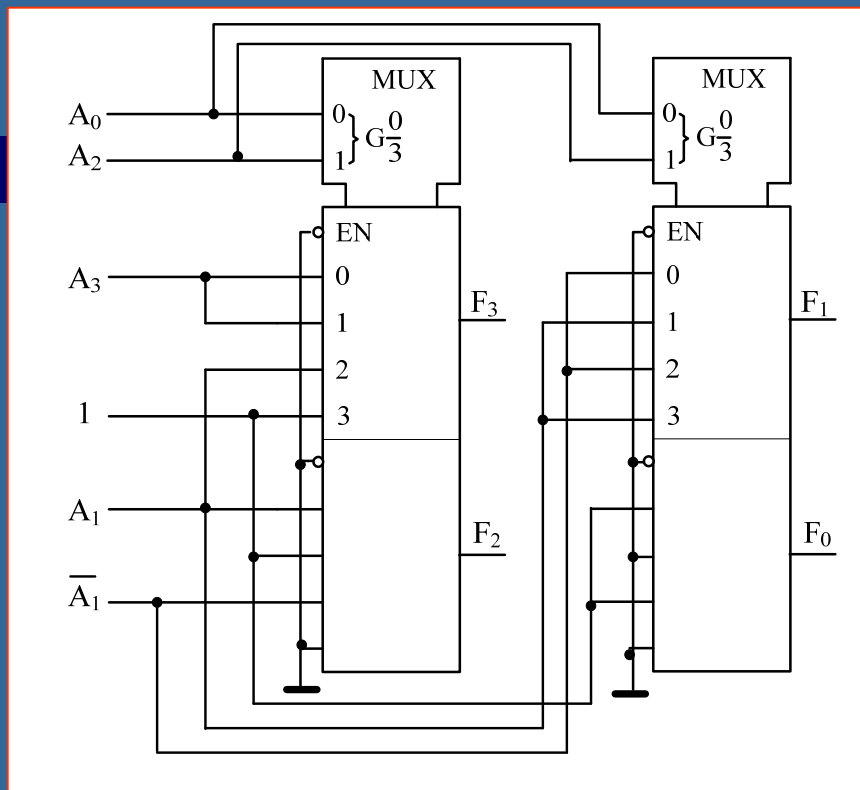 MUX MUX
A₀ 0 } G0/3 0 } G0/3
A₂ 1 1
EN EN
A₃ 0 0
F₃ F₁
1 1
2 2
1 3 3
A₁
F₂ F₀
A̅₁